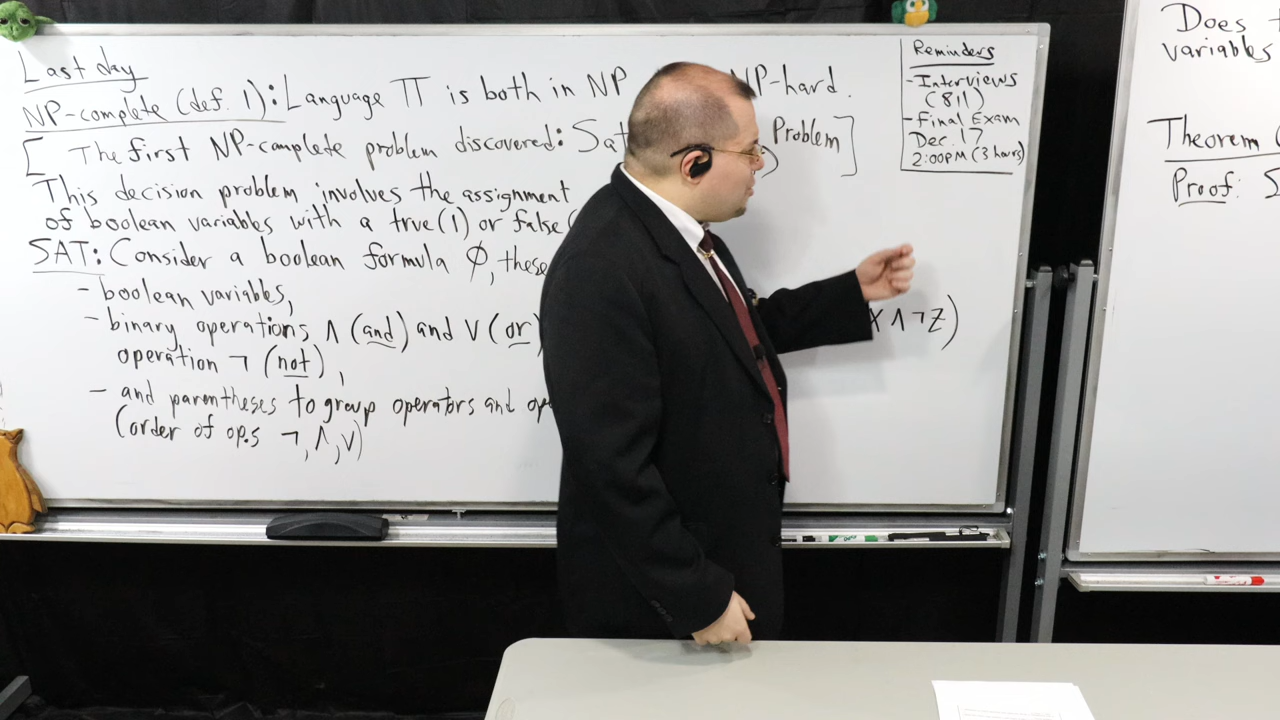 Last day
NP-complete (def. 1): Language Π is both in NP NP-hard.
[ The first NP-complete problem discovered: Sat Problem]
This decision problem involves the assignment
of boolean variables with a true(1) or false(
SAT: Consider a boolean formula ∅, these
- boolean variables,
- binary operations ∧ (and) and ∨ (or)
operation ¬ (not),
- and parentheses to group operators and op
(order of op.s ¬, ∧, ∨)
X ∧ ¬Z)
Reminders
- Interviews
(811)
- Final Exam
Dec. 17
2:00PM (3 hours)
Does
variables
Theorem (
Proof: